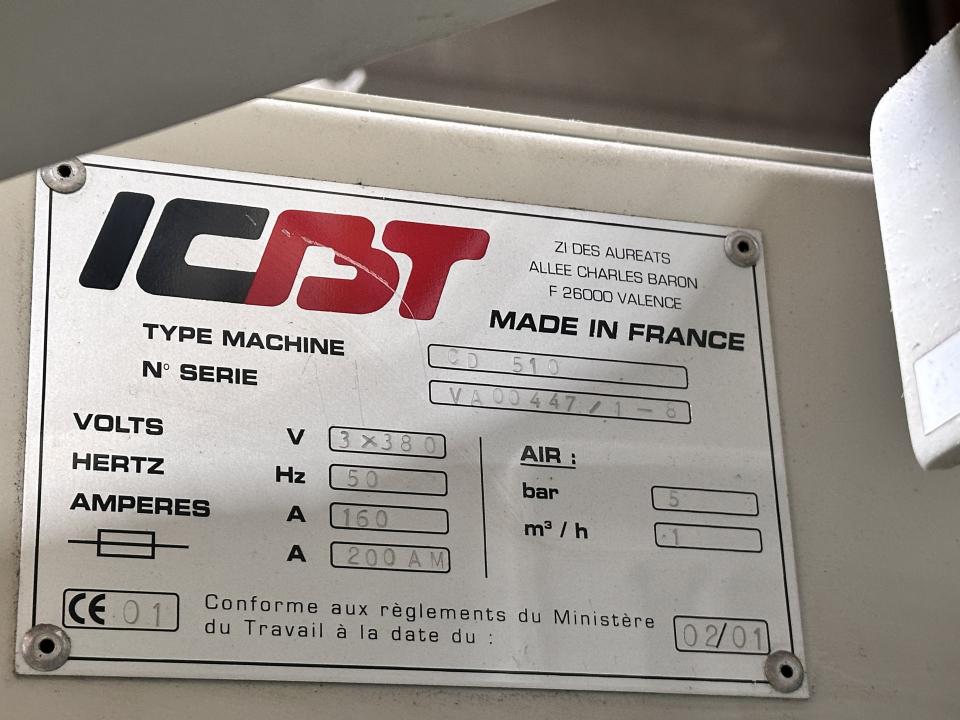 ICBT
ZI DES AUREATS
ALLEE CHARLES BARON
F 26000 VALENCE
MADE IN FRANCE
TYPE MACHINE CD 510
N° SERIE VA00447/1-8
VOLTS V 3×380
HERTZ Hz 50
AMPERES A 160
A 200 AM
AIR :
bar 5
m³ / h 1
CE 01
Conforme aux règlements du Ministère
du Travail à la date du : 02/01